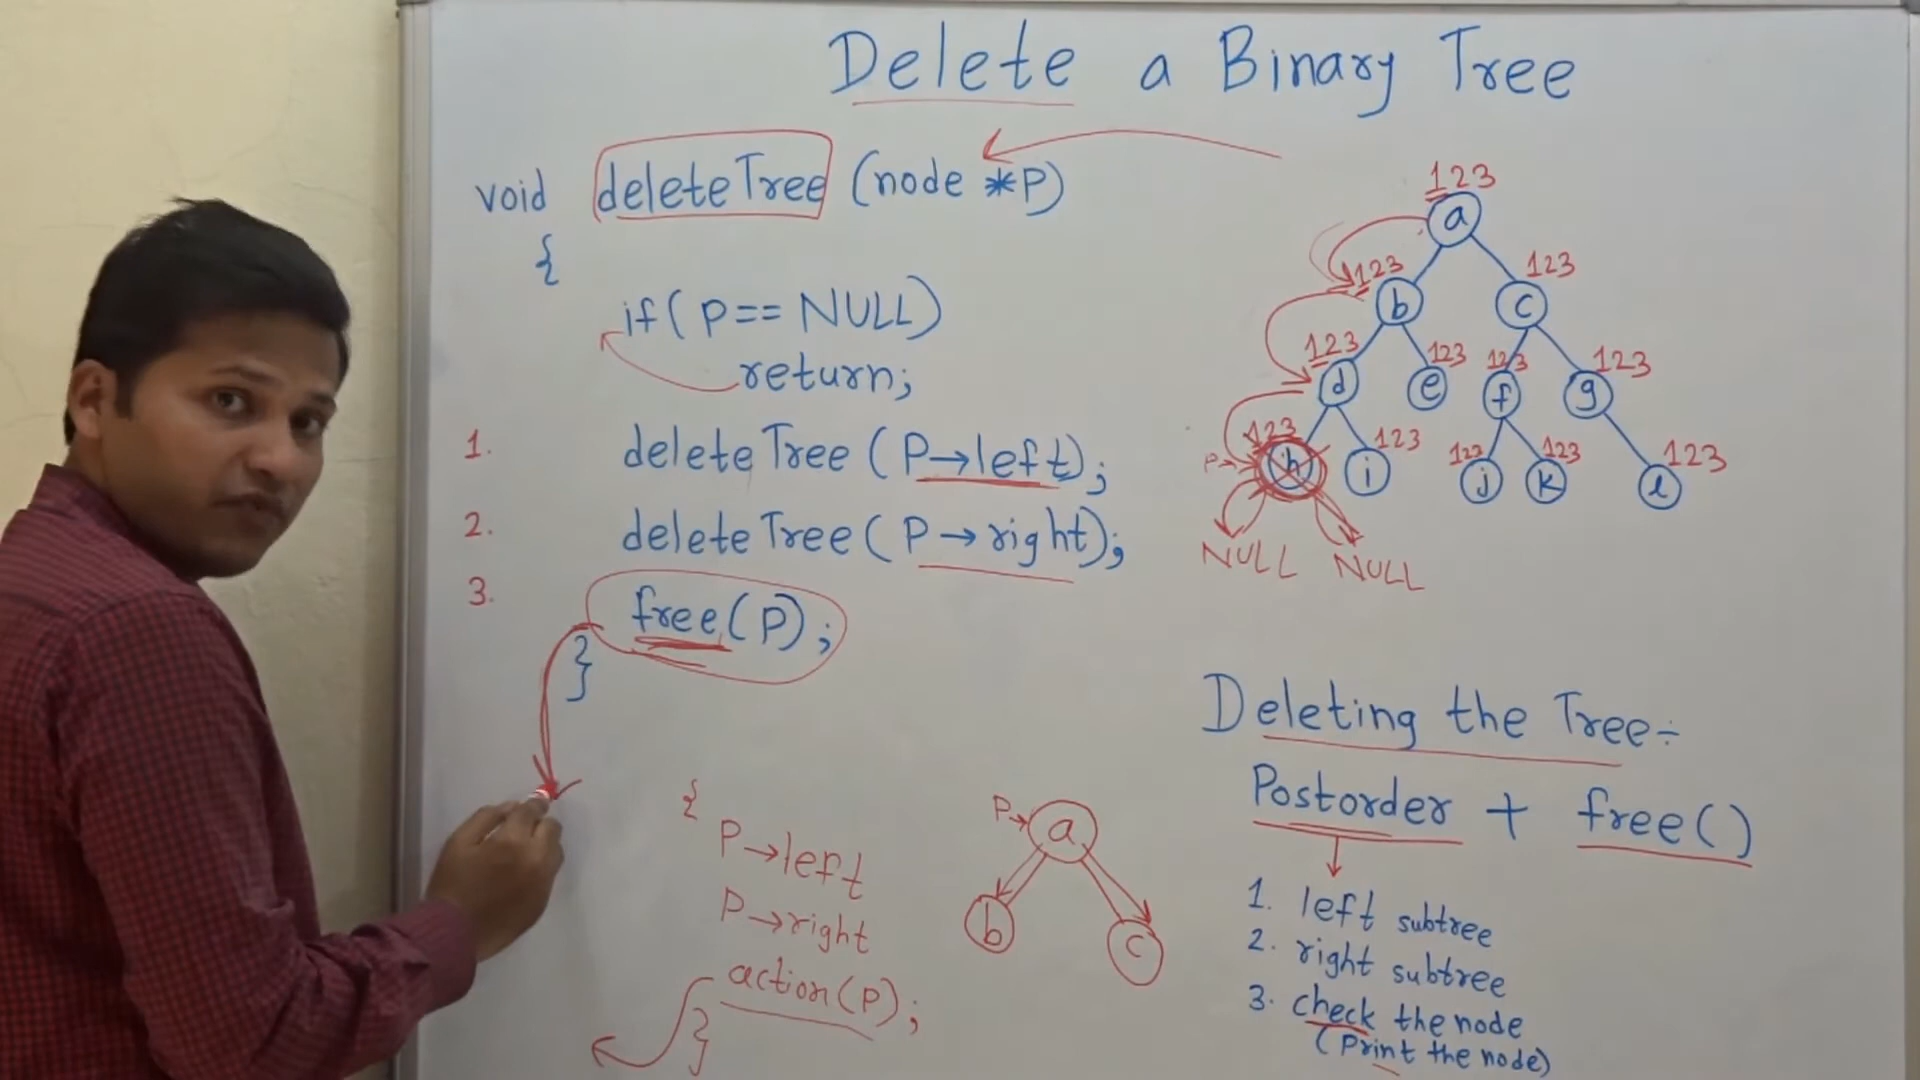 Delete a Binary Tree
void deleteTree (node *P)
{
if( P== NULL)
return;
1. deleteTree ( P→left);
2. deleteTree ( P→right);
3. free(P);
}
{
P→left
P→right
action(P);
}
P→ a
b c
123
a
123 123
b c
123 123 123 123
d e f g
123 123 123 123 123
P→ h i j k l
NULL NULL
Deleting the Tree÷
Postorder + free()
1. left subtree
2. right subtree
3. check the node
(Print the node)